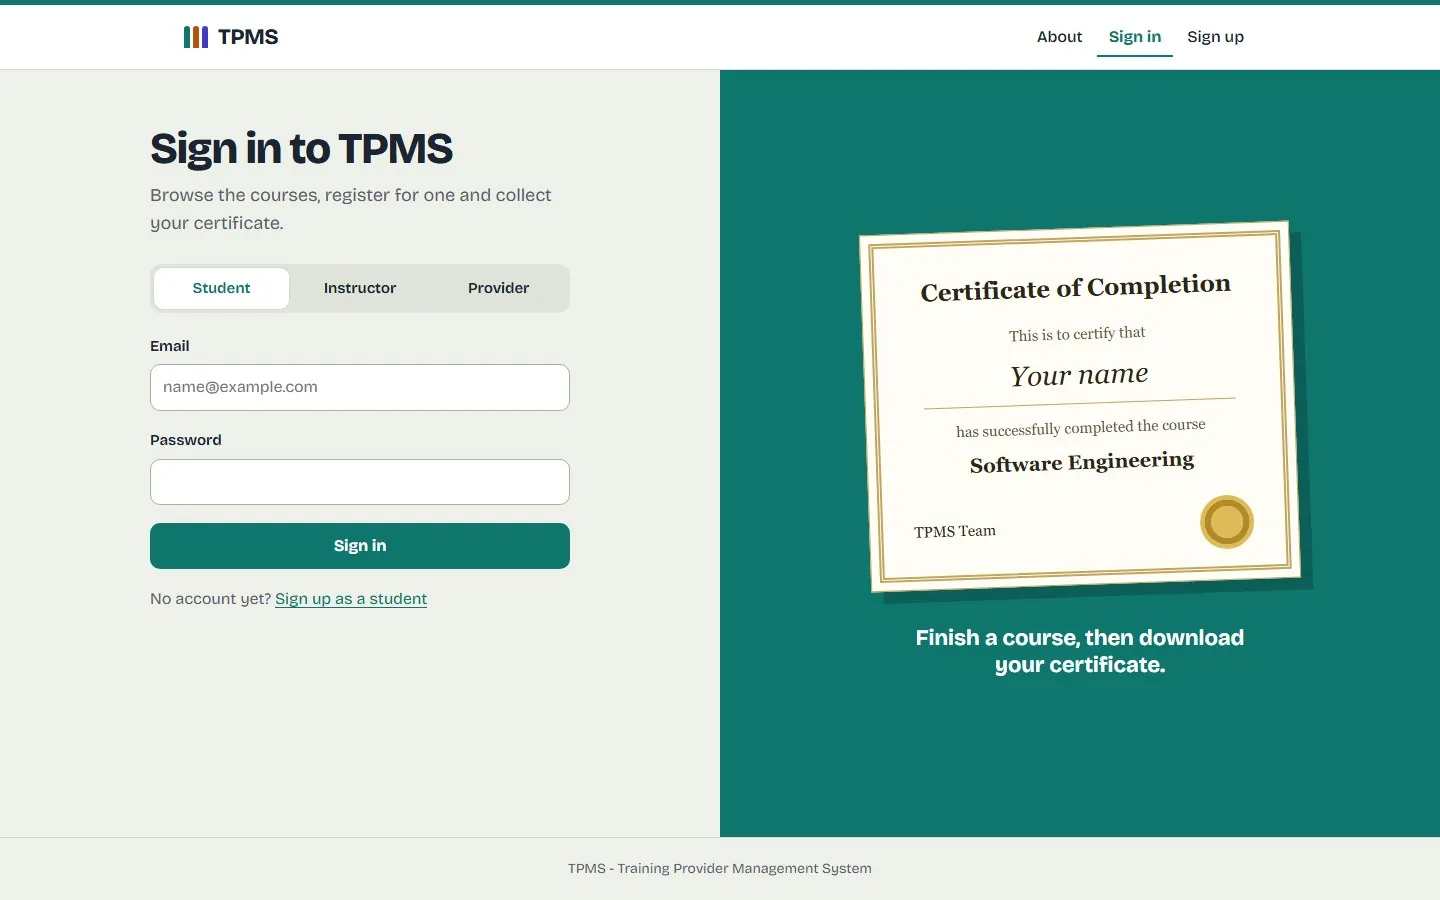 TPMS
About
Sign in
Sign up
Sign in to TPMS
Browse the courses, register for one and collect
your certificate.
Student
Instructor
Provider
Email
name@example.com
Password
Sign in
No account yet? Sign up as a student
Certificate of Completion
This is to certify that
Your name
has successfully completed the course
Software Engineering
TPMS Team
Finish a course, then download
your certificate.
TPMS - Training Provider Management System